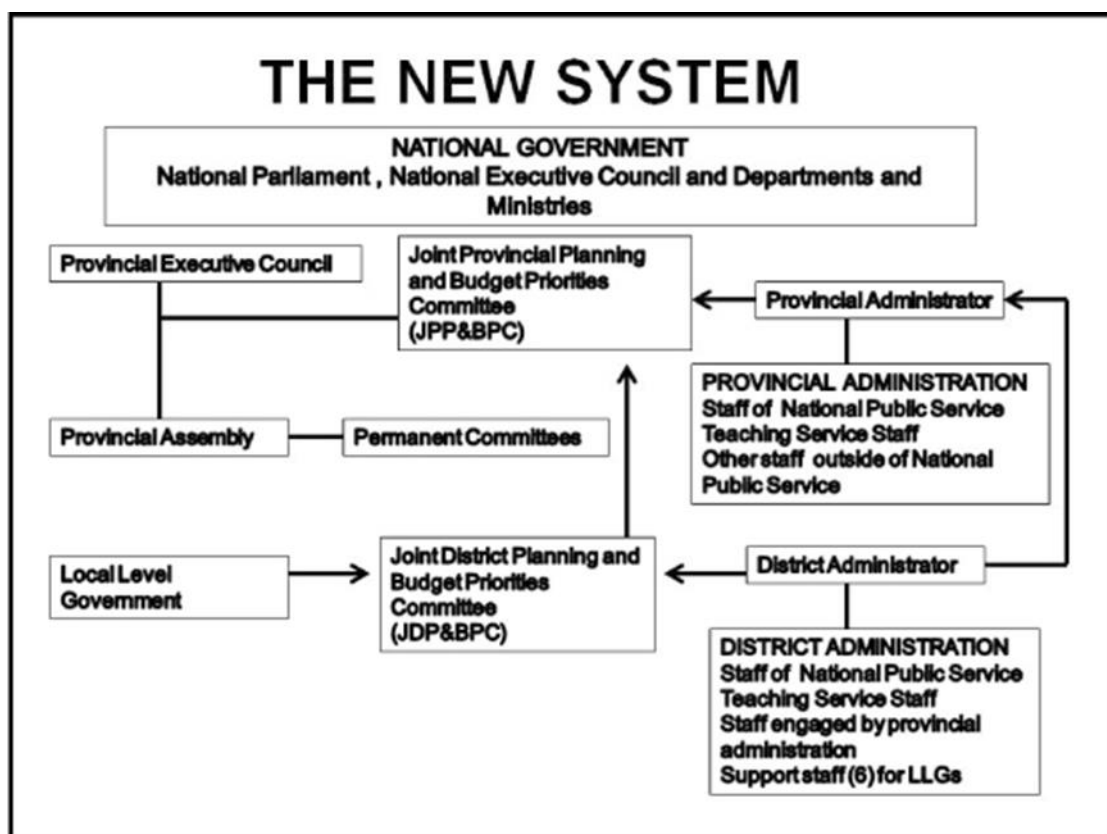 THE NEW SYSTEM
NATIONAL GOVERNMENT
National Parliament , National Executive Council and Departments and
Ministries
Provincial Executive Council
Joint Provincial Planning
and Budget Priorities
Committee
(JPP&BPC)
Provincial Administrator
PROVINCIAL ADMINISTRATION
Staff of National Public Service
Teaching Service Staff
Other staff outside of National
Public Service
Provincial Assembly
Permanent Committees
Local Level
Government
Joint District Planning and
Budget Priorities
Committee
(JDP&BPC)
District Administrator
DISTRICT ADMINISTRATION
Staff of National Public Service
Teaching Service Staff
Staff engaged by provincial
administration
Support staff (6) for LLGs